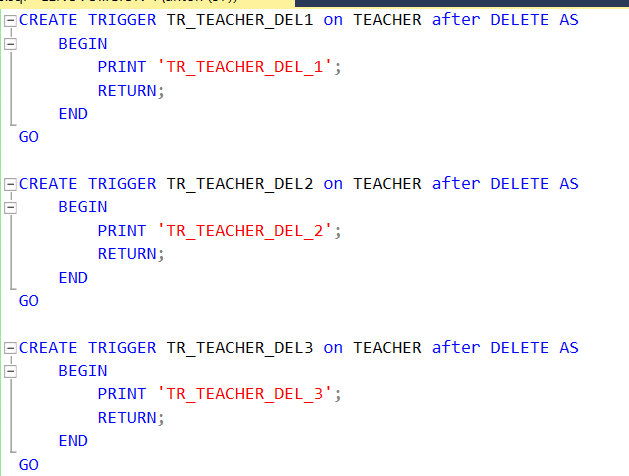 CREATE TRIGGER TR_TEACHER_DEL1 on TEACHER after DELETE AS
BEGIN
PRINT 'TR_TEACHER_DEL_1';
RETURN;
END
GO
CREATE TRIGGER TR_TEACHER_DEL2 on TEACHER after DELETE AS
BEGIN
PRINT 'TR_TEACHER_DEL_2';
RETURN;
END
GO
CREATE TRIGGER TR_TEACHER_DEL3 on TEACHER after DELETE AS
BEGIN
PRINT 'TR_TEACHER_DEL_3';
RETURN;
END
GO